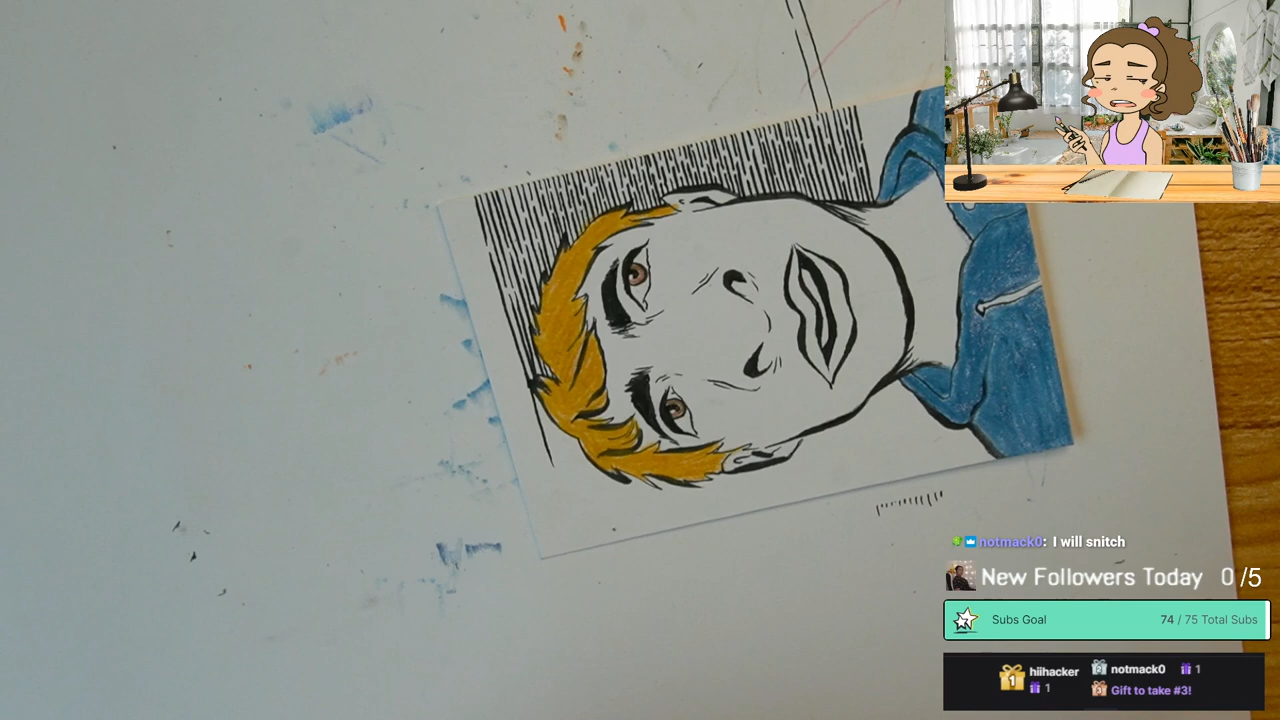 notmack0: I will snitch
New Followers Today 0 /5
Subs Goal 74 / 75 Total Subs
1 hiihacker 1
notmack0 1
Gift to take #3!